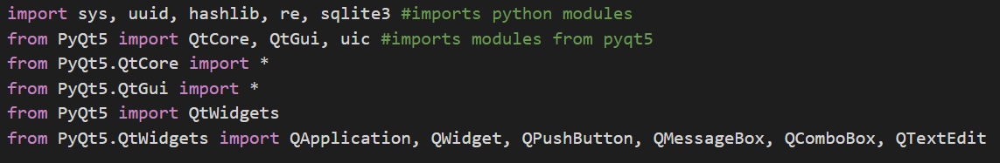 import sys, uuid, hashlib, re, sqlite3 #imports python modules
from PyQt5 import QtCore, QtGui, uic #imports modules from pyqt5
from PyQt5.QtCore import *
from PyQt5.QtGui import *
from PyQt5 import QtWidgets
from PyQt5.QtWidgets import QApplication, QWidget, QPushButton, QMessageBox, QComboBox, QTextEdit